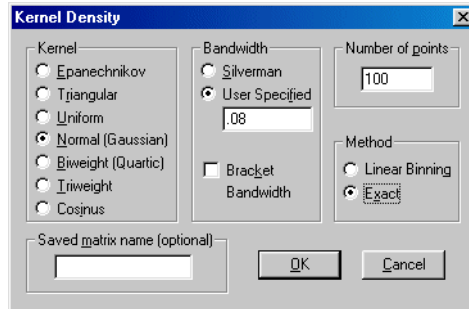 Kernel Density
Kernel
Epanechnikov
Triangular
Uniform
Normal (Gaussian)
Biweight (Quartic)
Triweight
Cosinus
Bandwidth
Silverman
User Specified
.08
Bracket
Bandwidth
Number of points
100
Method
Linear Binning
Exact
Saved matrix name (optional)
OK
Cancel